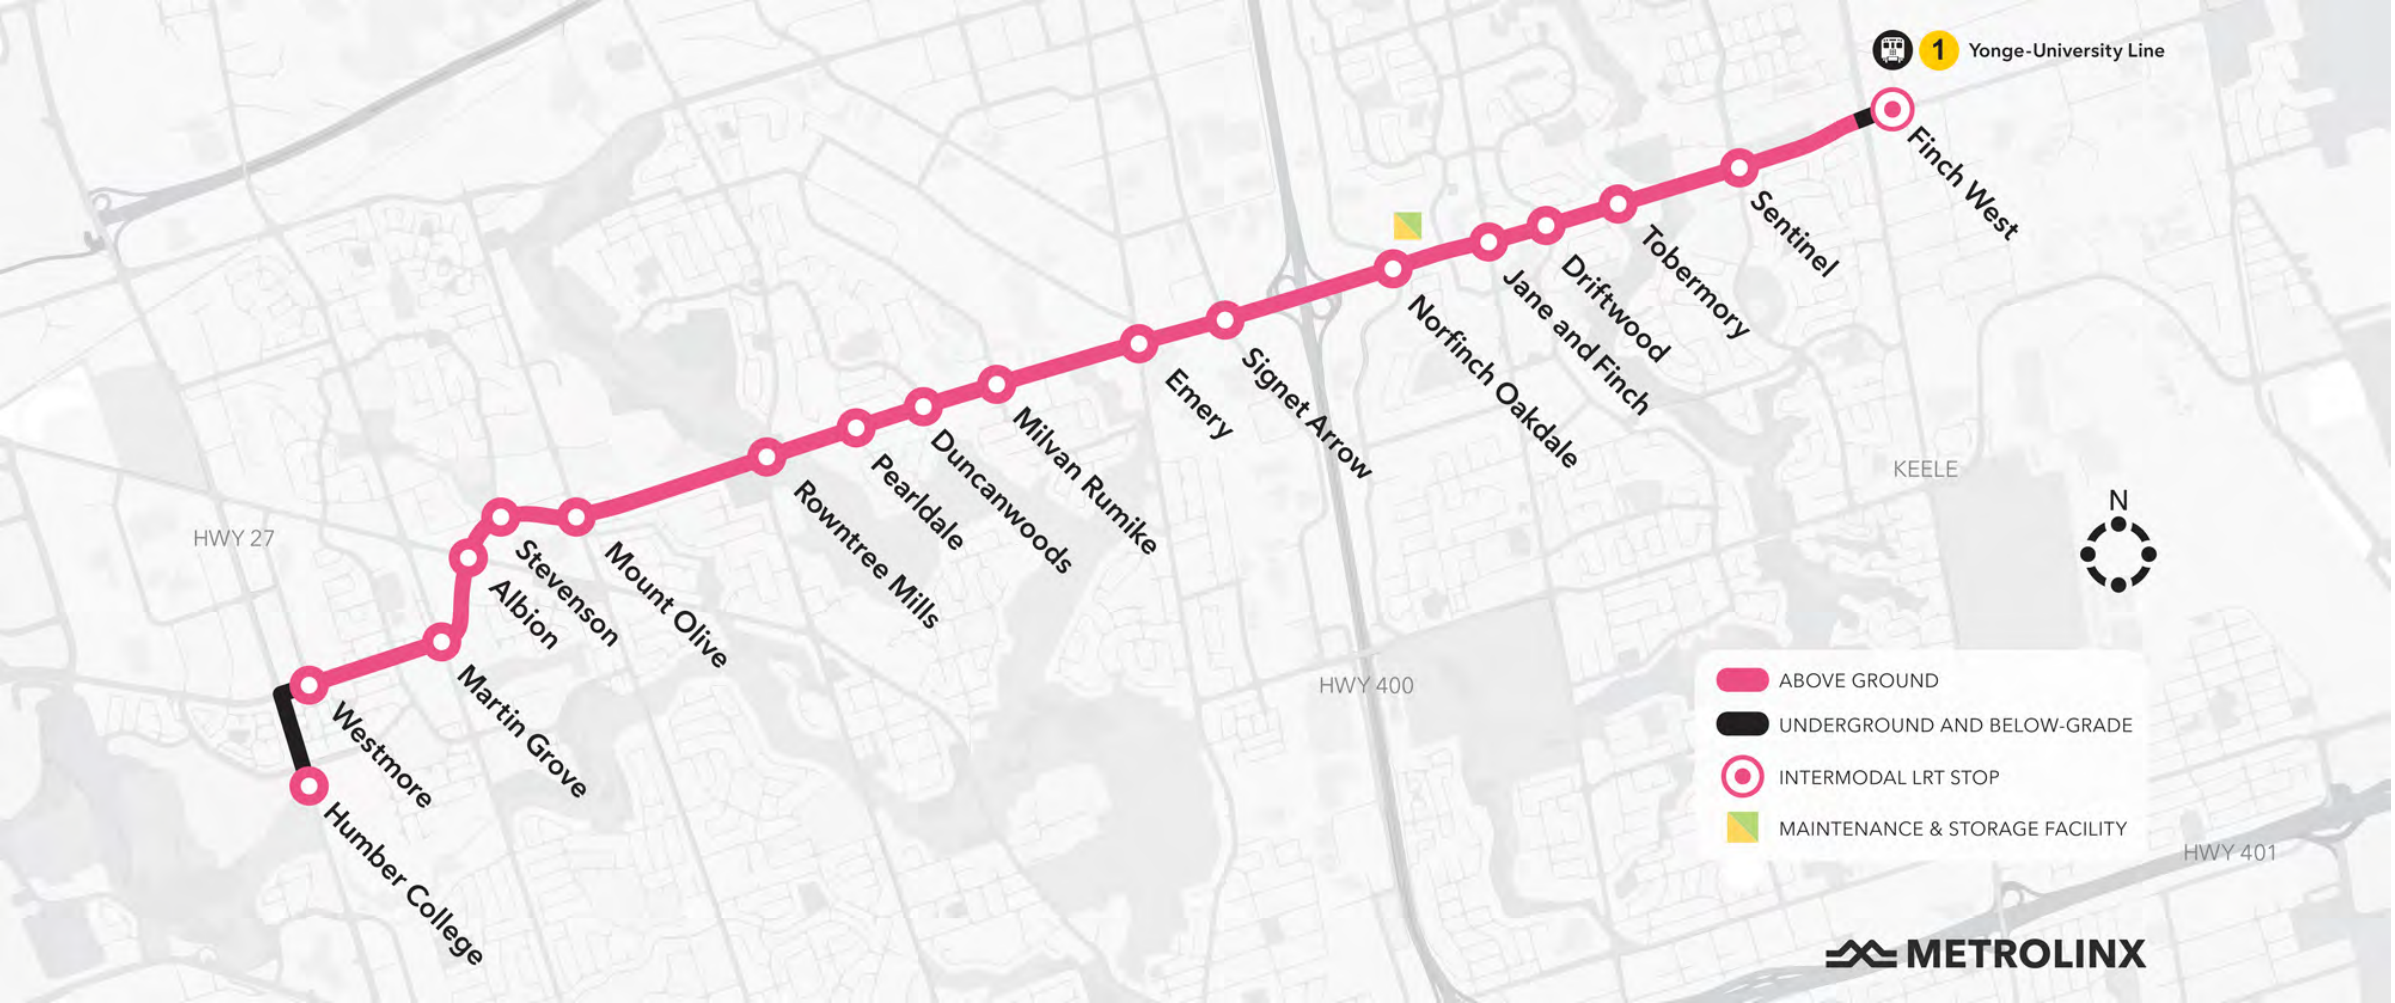 1 Yonge-University Line
Finch West
Sentinel
Tobermory
Driftwood
Jane and Finch
Norfinch Oakdale
Signet Arrow
Emery
Milvan Rumike
Duncanwoods
Pearldale
Rowntree Mills
Mount Olive
Stevenson
Albion
Martin Grove
Westmore
Humber College
HWY 27
HWY 400
KEELE
HWY 401
N
ABOVE GROUND
UNDERGROUND AND BELOW-GRADE
INTERMODAL LRT STOP
MAINTENANCE & STORAGE FACILITY
METROLINX